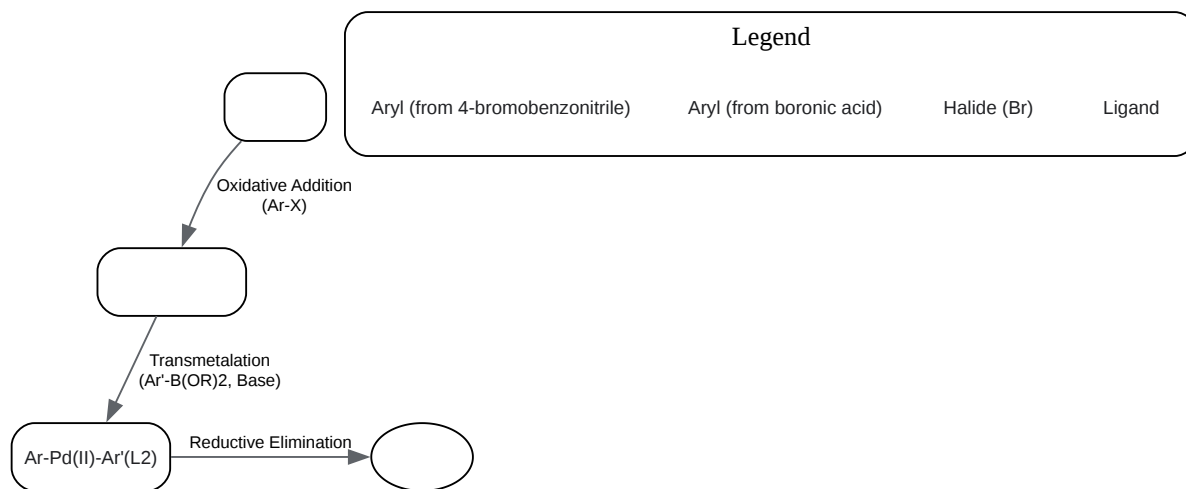 Legend
Aryl (from 4-bromobenzonitrile)
Aryl (from boronic acid)
Halide (Br)
Ligand
Oxidative Addition
(Ar-X)
Transmetalation
(Ar'-B(OR)2, Base)
Ar-Pd(II)-Ar'(L2)
Reductive Elimination